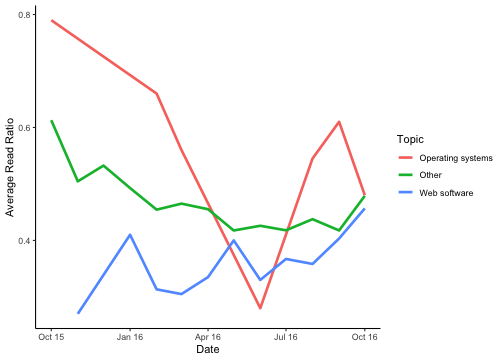 0.8
0.6
0.4
Average Read Ratio
Oct 15
Jan 16
Apr 16
Jul 16
Oct 16
Date
Topic
Operating systems
Other
Web software